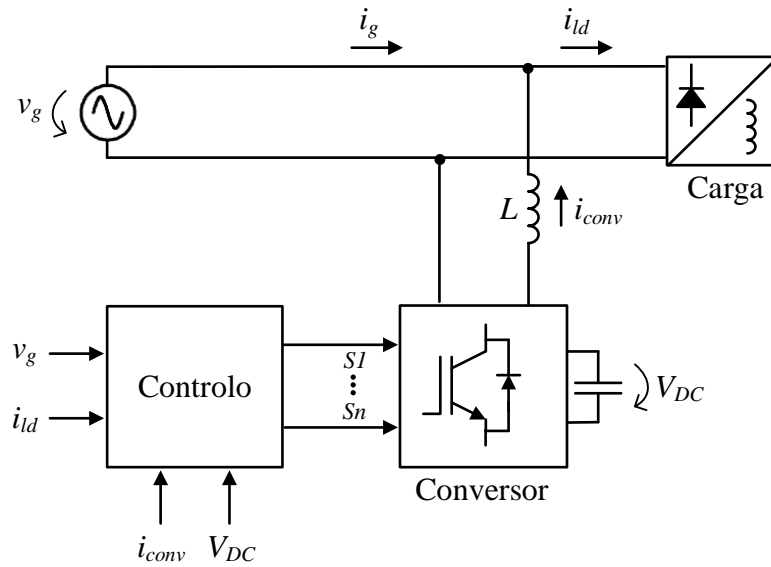 i_g
i_ld
v_g
Carga
L
i_conv
v_g
i_ld
Controlo
S1
Sn
Conversor
V_DC
i_conv
V_DC